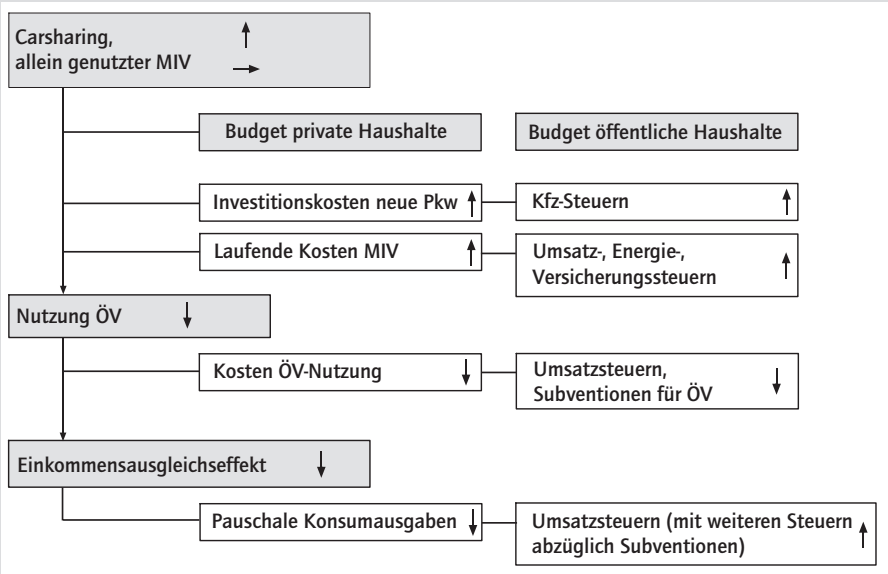 Carsharing,
allein genutzter MIV
Budget private Haushalte
Budget öffentliche Haushalte
Investitionskosten neue Pkw
Kfz-Steuern
Laufende Kosten MIV
Umsatz-, Energie-,
Versicherungssteuern
Nutzung ÖV
Kosten ÖV-Nutzung
Umsatzsteuern,
Subventionen für ÖV
Einkommensausgleichseffekt
Pauschale Konsumausgaben
Umsatzsteuern (mit weiteren Steuern
abzüglich Subventionen)